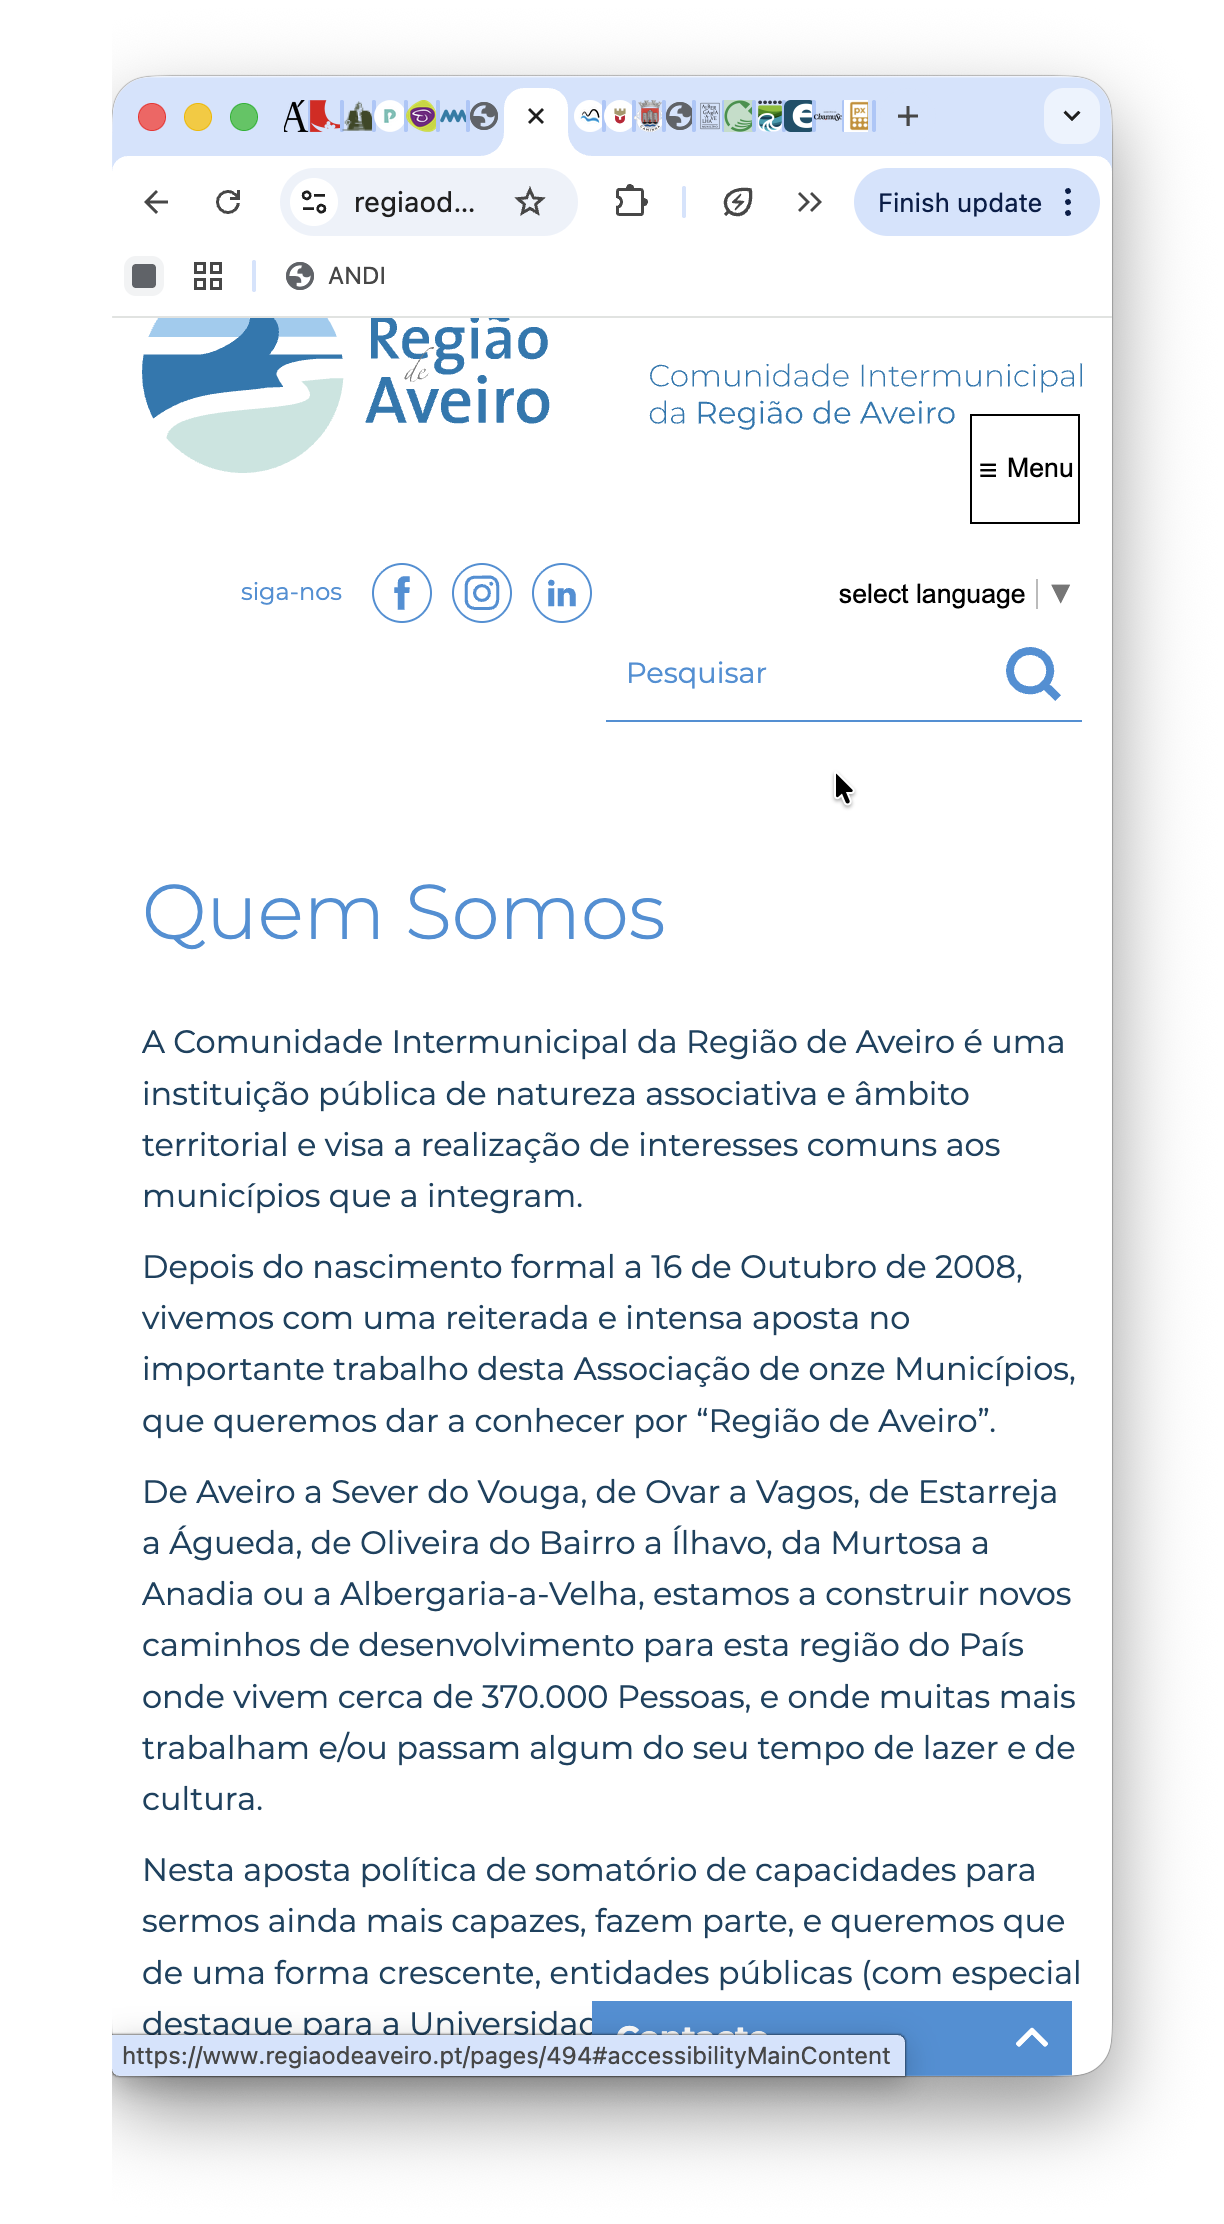 regiaod...
Finish update
ANDI
Região
de
Aveiro
Comunidade Intermunicipal
da Região de Aveiro
≡ Menu
siga-nos
select language
Pesquisar
Quem Somos
A Comunidade Intermunicipal da Região de Aveiro é uma
instituição pública de natureza associativa e âmbito
territorial e visa a realização de interesses comuns aos
municípios que a integram.
Depois do nascimento formal a 16 de Outubro de 2008,
vivemos com uma reiterada e intensa aposta no
importante trabalho desta Associação de onze Municípios,
que queremos dar a conhecer por “Região de Aveiro”.
De Aveiro a Sever do Vouga, de Ovar a Vagos, de Estarreja
a Águeda, de Oliveira do Bairro a Ílhavo, da Murtosa a
Anadia ou a Albergaria-a-Velha, estamos a construir novos
caminhos de desenvolvimento para esta região do País
onde vivem cerca de 370.000 Pessoas, e onde muitas mais
trabalham e/ou passam algum do seu tempo de lazer e de
cultura.
Nesta aposta política de somatório de capacidades para
sermos ainda mais capazes, fazem parte, e queremos que
de uma forma crescente, entidades públicas (com especial
destaque para a
https://www.regiaodeaveiro.pt/pages/494#accessibilityMainContent